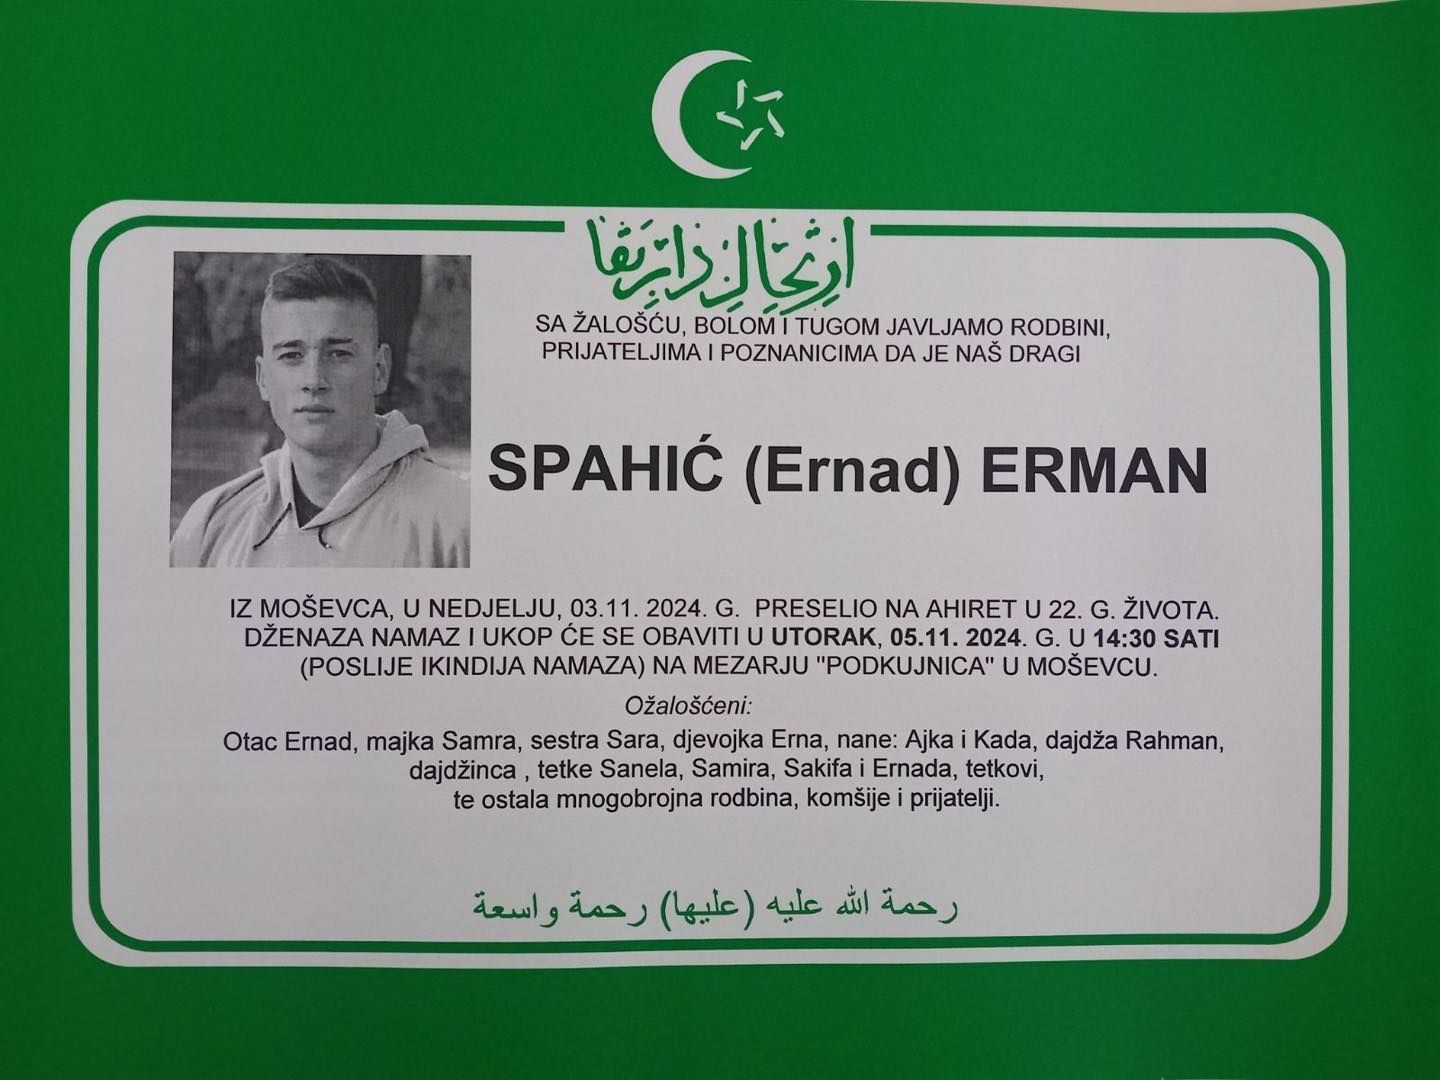 SA ŽALOŠĆU, BOLOM I TUGOM JAVLJAMO RODBINI,
PRIJATELJIMA I POZNANICIMA DA JE NAŠ DRAGI
SPAHIĆ (Ernad) ERMAN
IZ MOŠEVCA, U NEDJELJU, 03.11. 2024. G. PRESELIO NA AHIRET U 22. G. ŽIVOTA.
DŽENAZA NAMAZ I UKOP ĆE SE OBAVITI U UTORAK, 05.11. 2024. G. U 14:30 SATI
(POSLIJE IKINDIJA NAMAZA) NA MEZARJU "PODKUJNICA" U MOŠEVCU.
Ožalošćeni:
Otac Ernad, majka Samra, sestra Sara, djevojka Erna, nane: Ajka i Kada, dajdža Rahman,
dajdžinca , tetke Sanela, Samira, Sakifa i Ernada, tetkovi,
te ostala mnogobrojna rodbina, komšije i prijatelji.
رحمة الله عليه (عليها) رحمة واسعة